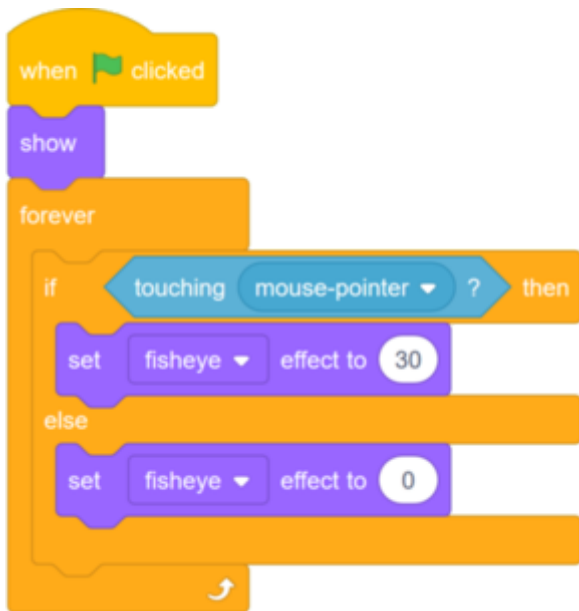 when clicked
show
forever
if touching mouse-pointer ? then
set fisheye effect to 30
else
set fisheye effect to 0